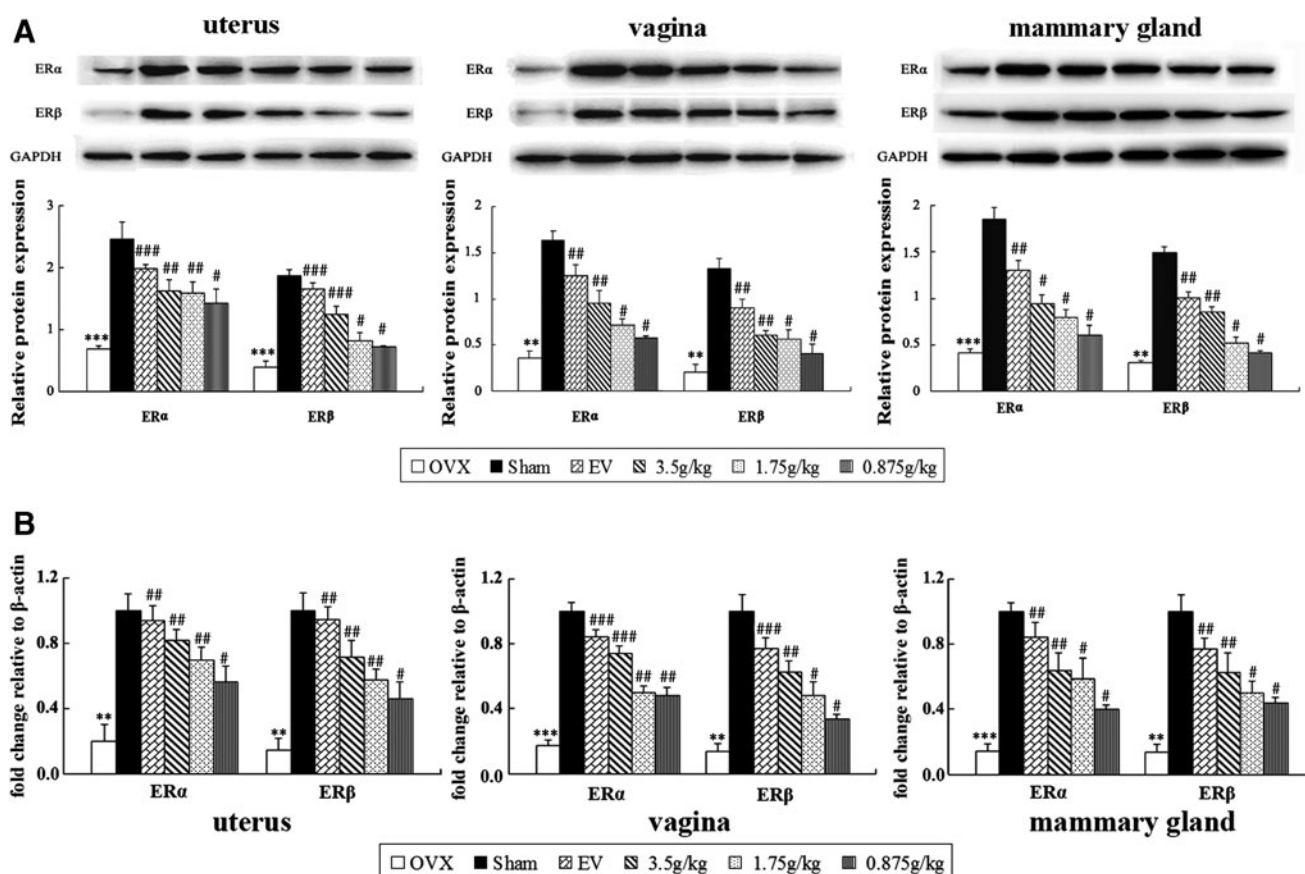 A
uterus
vagina
mammary gland
ERα
ERβ
GAPDH
ERα
ERβ
GAPDH
ERα
ERβ
GAPDH
Relative protein expression
3
2
1
0
*** ### ## ## # *** ### ### # #
ERα ERβ
Relative protein expression
2
1.5
1
0.5
0
** ## ## # # ** ## ## # #
ERα ERβ
Relative protein expression
2
1.5
1
0.5
0
*** ## # # # ** ## ## # #
ERα ERβ
OVX Sham EV 3.5g/kg 1.75g/kg 0.875g/kg
B
fold change relative to β-actin
1.2
0.8
0.4
0.0
** ## ## ## # ** ## ## ## #
ERα ERβ
uterus
fold change relative to β-actin
1.2
0.8
0.4
0.0
*** ### ### ## ## ** ### ## # #
ERα ERβ
vagina
fold change relative to β-actin
1.2
0.8
0.4
0.0
*** ## ## # # ** ## ## # #
ERα ERβ
mammary gland
OVX Sham EV 3.5g/kg 1.75g/kg 0.875g/kg